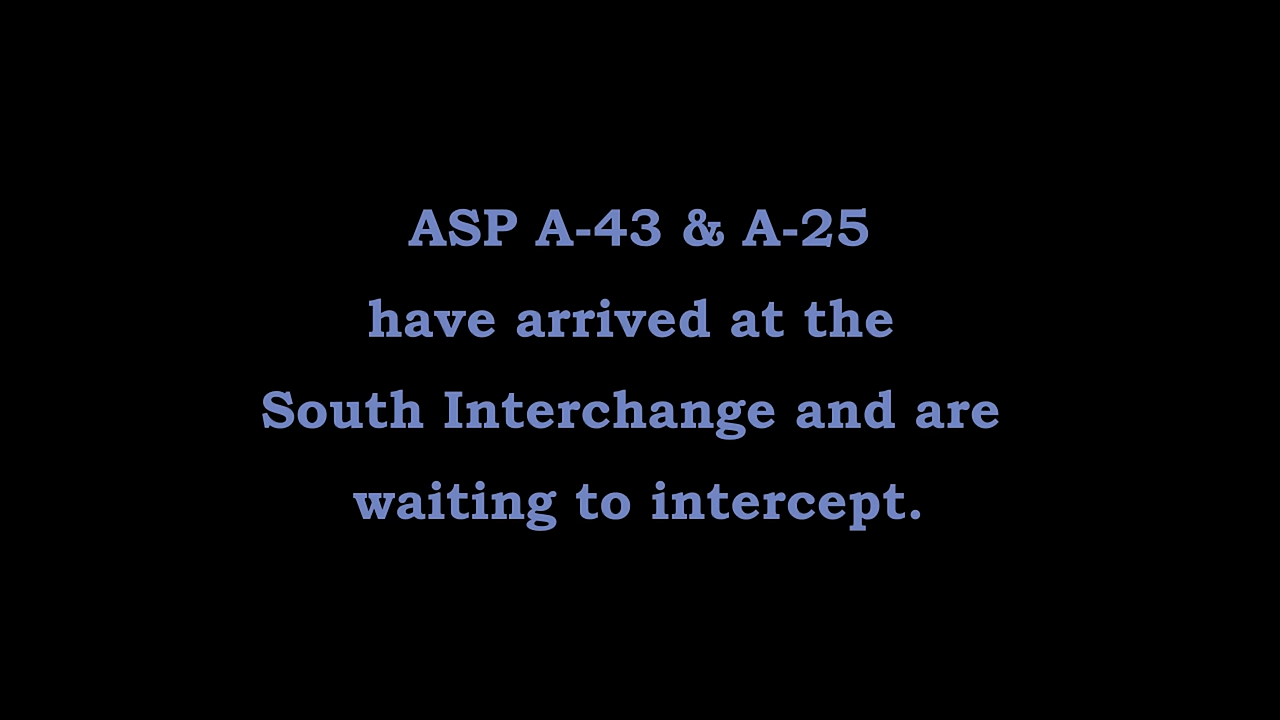 ASP A-43 & A-25
have arrived at the
South Interchange and are
waiting to intercept.